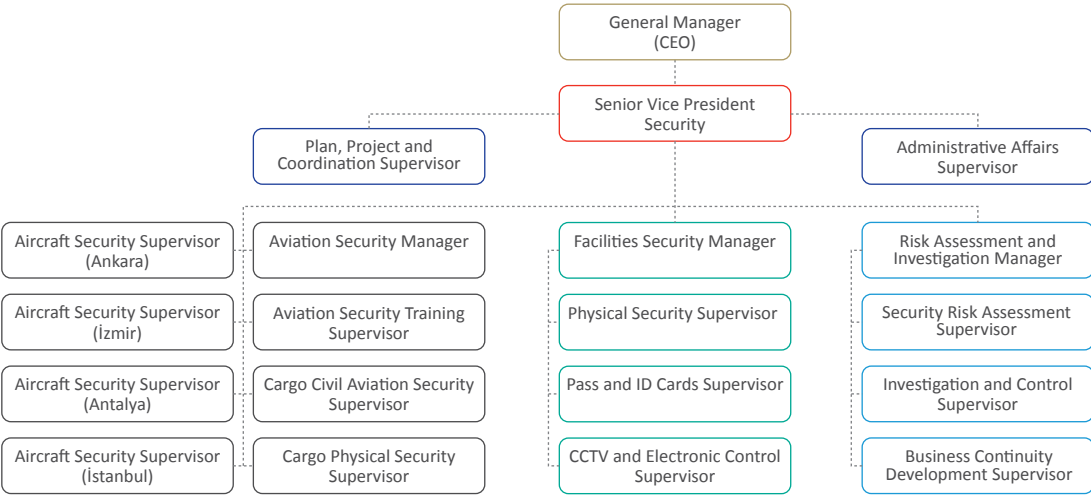 General Manager
(CEO)
Senior Vice President
Security
Plan, Project and
Coordination Supervisor
Administrative Affairs
Supervisor
Aircraft Security Supervisor
(Ankara)
Aviation Security Manager
Facilities Security Manager
Risk Assessment and
Investigation Manager
Aircraft Security Supervisor
(İzmir)
Aviation Security Training
Supervisor
Physical Security Supervisor
Security Risk Assessment
Supervisor
Aircraft Security Supervisor
(Antalya)
Cargo Civil Aviation Security
Supervisor
Pass and ID Cards Supervisor
Investigation and Control
Supervisor
Aircraft Security Supervisor
(İstanbul)
Cargo Physical Security
Supervisor
CCTV and Electronic Control
Supervisor
Business Continuity
Development Supervisor